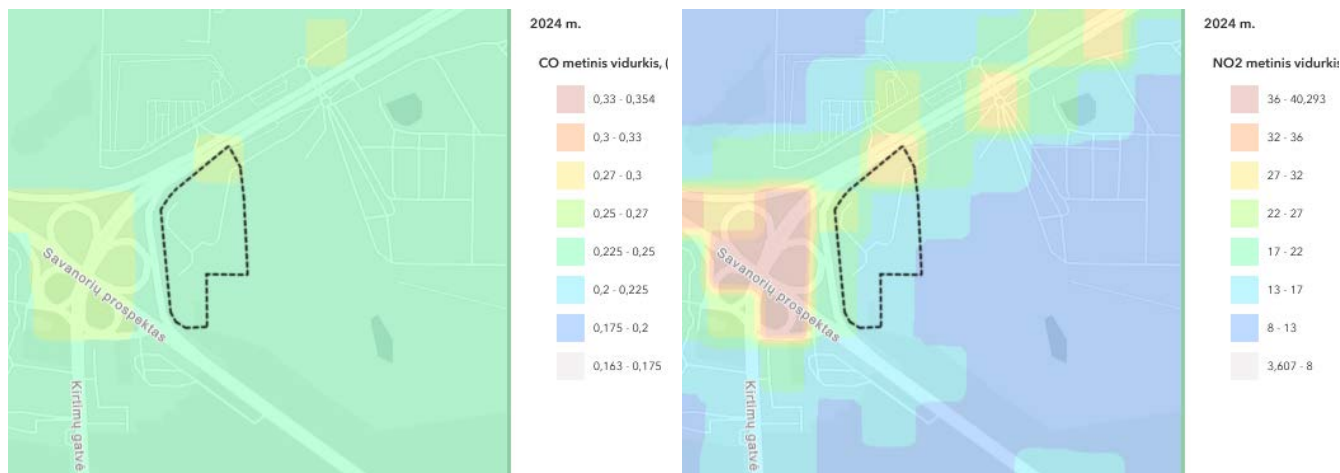 2024 m.
CO metinis vidurkis, (
0,33 - 0,354
0,3 - 0,33
0,27 - 0,3
0,25 - 0,27
0,225 - 0,25
0,2 - 0,225
0,175 - 0,2
0,163 - 0,175
Savanorių prospektas
Kirtimų gatvė
2024 m.
NO2 metinis vidurkis
36 - 40,293
32 - 36
27 - 32
22 - 27
17 - 22
13 - 17
8 - 13
3,607 - 8
Savanorių prospektas
Kirtimų gatvė